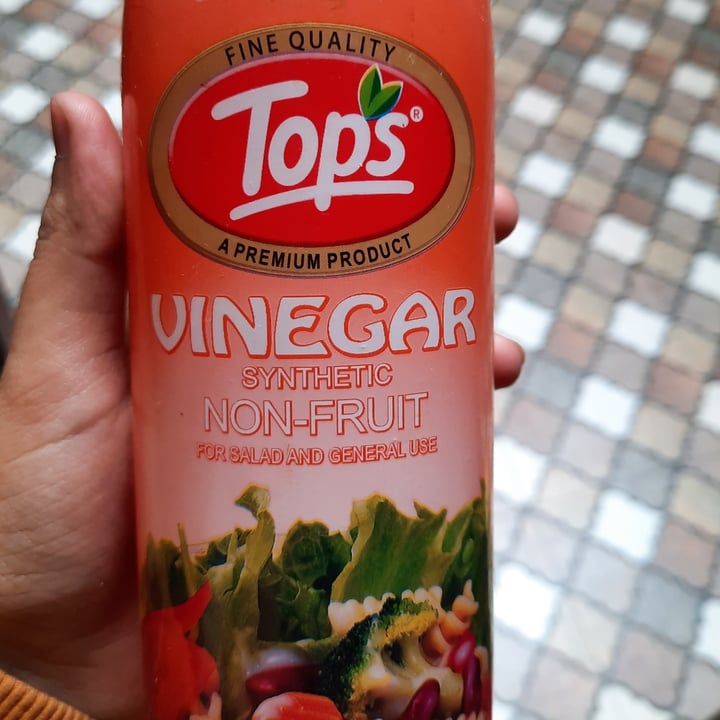 FINE QUALITY
Tops®
A PREMIUM PRODUCT
VINEGAR
SYNTHETIC
NON-FRUIT
FOR SALAD AND GENERAL USE